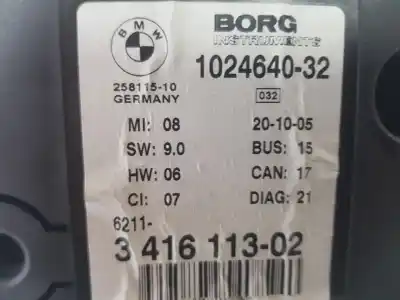 BMW
BORG
INSTRUMENTS
1024640-32
258115-10
GERMANY
032
MI: 08 20-10-05
SW: 9.0 BUS: 15
HW: 06 CAN: 17
CI: 07 DIAG: 21
6211-
3 416 113-02